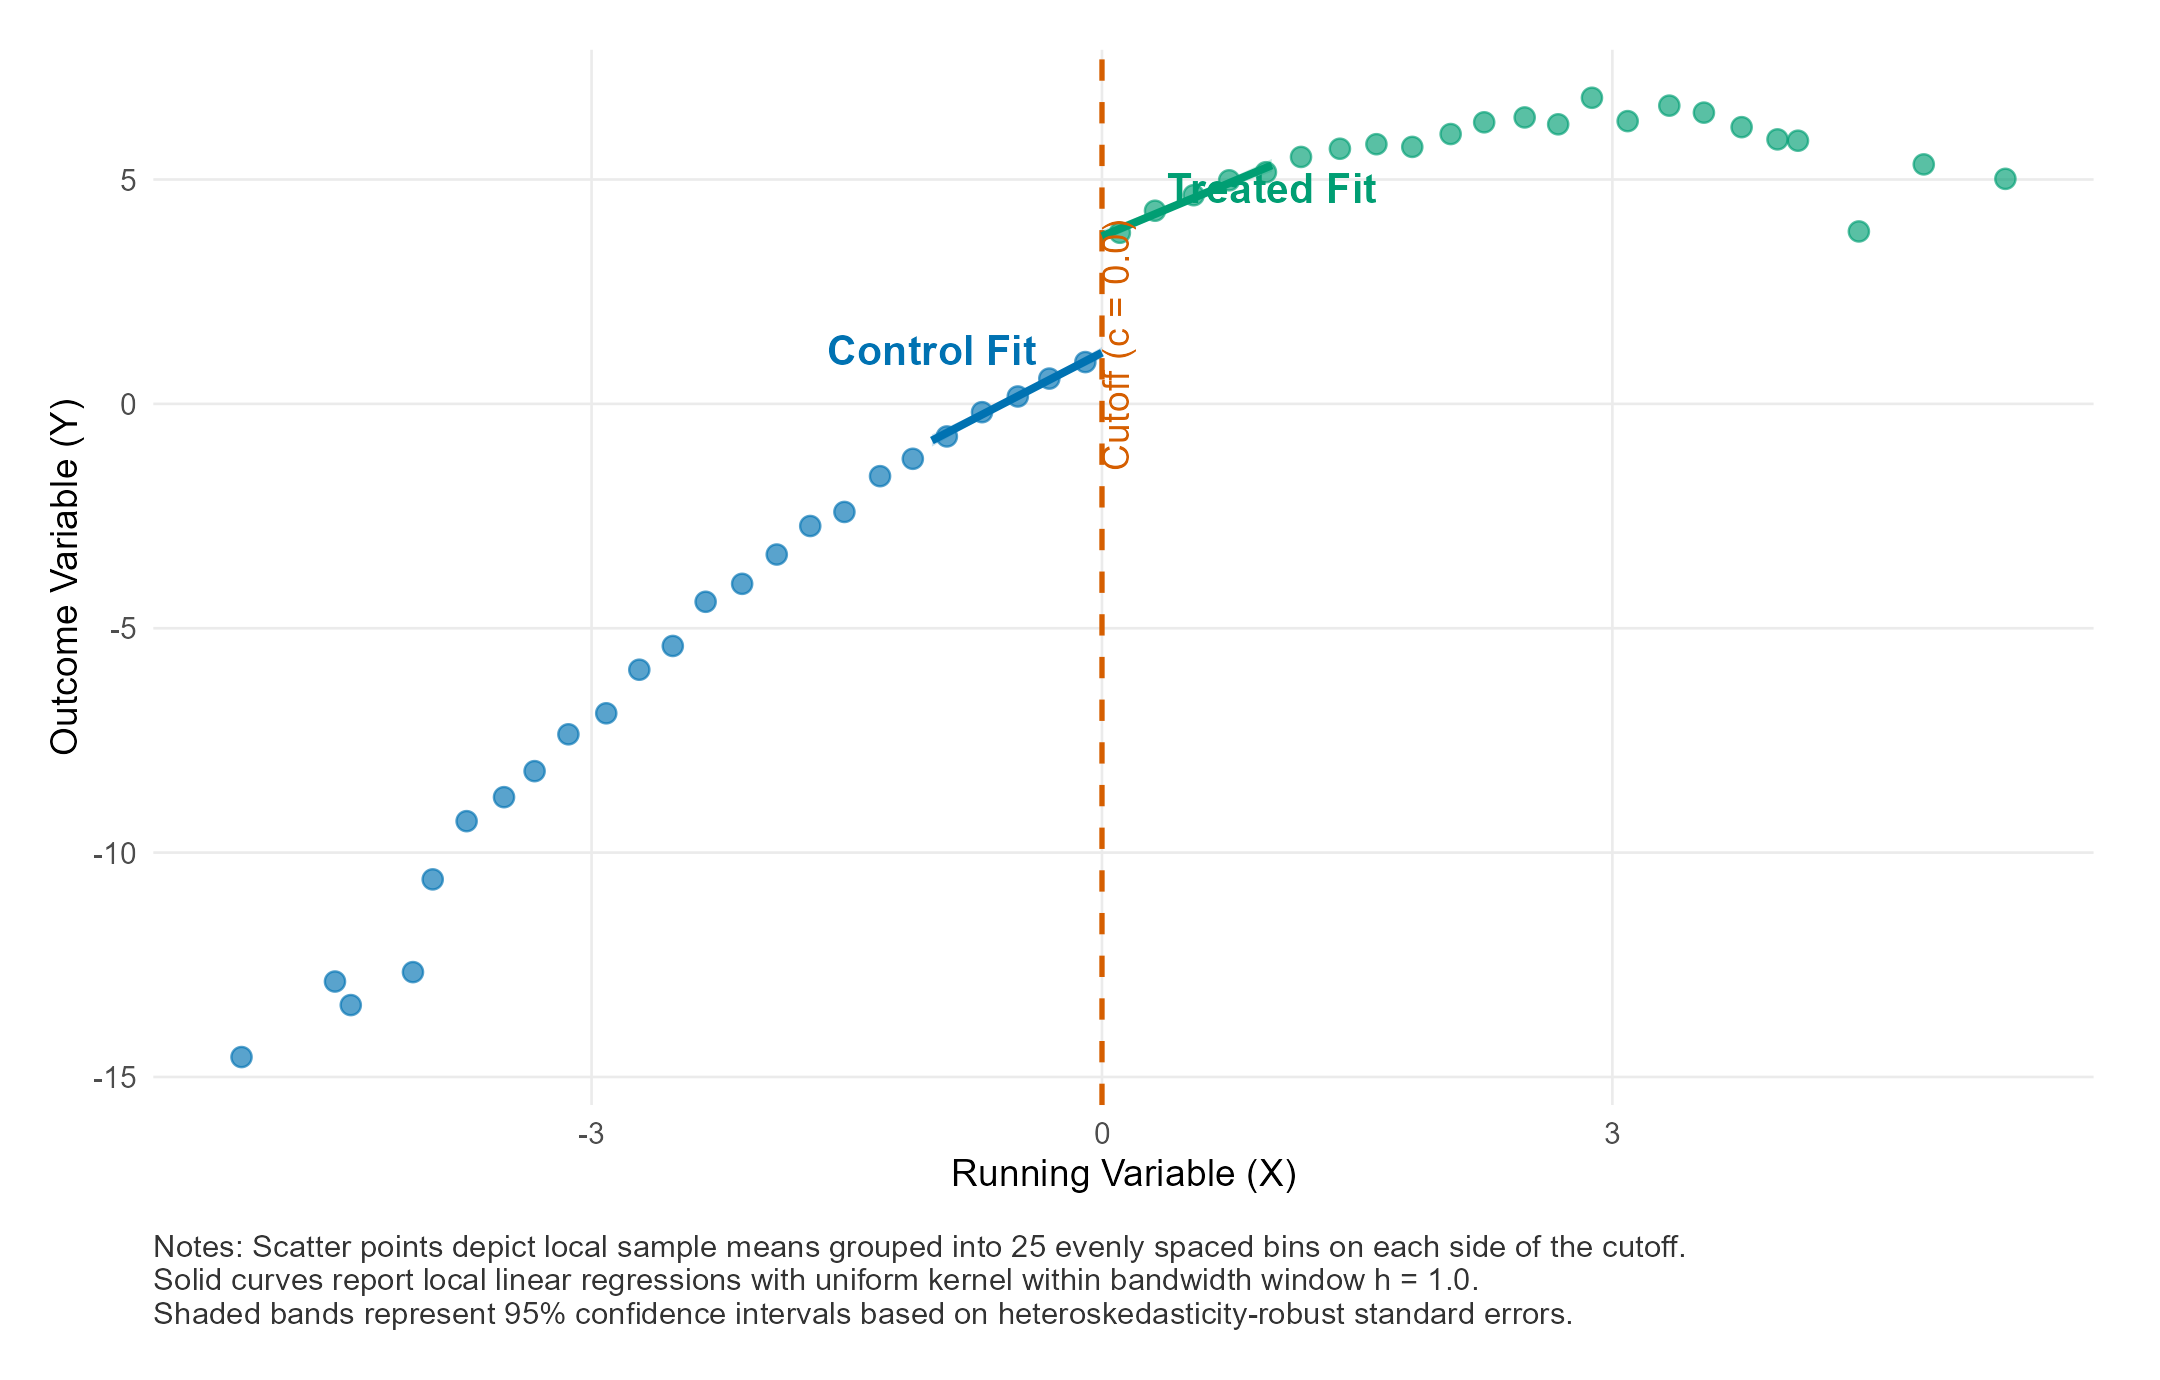 5
0
-5
-10
-15
Outcome Variable (Y)
Treated Fit
Control Fit
Cutoff (c = 0.0)
-3
0
3
Running Variable (X)
Notes: Scatter points depict local sample means grouped into 25 evenly spaced bins on each side of the cutoff.
Solid curves report local linear regressions with uniform kernel within bandwidth window h = 1.0.
Shaded bands represent 95% confidence intervals based on heteroskedasticity-robust standard errors.